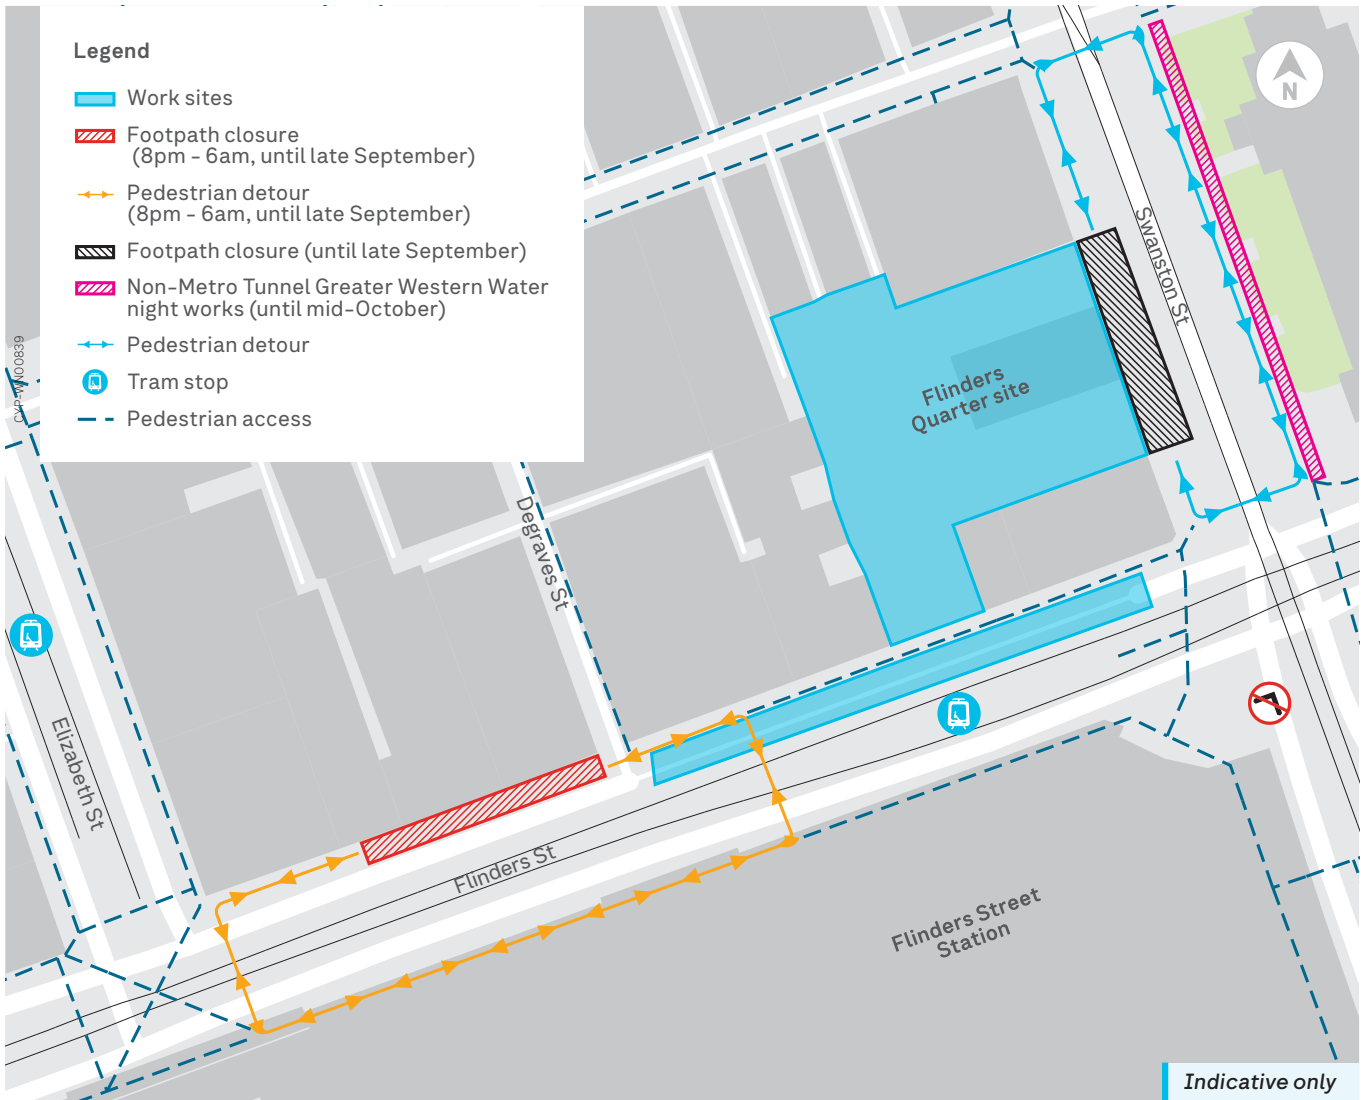 Legend
Work sites
Footpath closure
(8pm - 6am, until late September)
Pedestrian detour
(8pm - 6am, until late September)
Footpath closure (until late September)
Non-Metro Tunnel Greater Western Water
night works (until mid-October)
Pedestrian detour
Tram stop
Pedestrian access
CYP-WN00839
N
Swanston St
Flinders
Quarter site
Degraves St
Elizabeth St
Flinders St
Flinders Street
Station
Indicative only